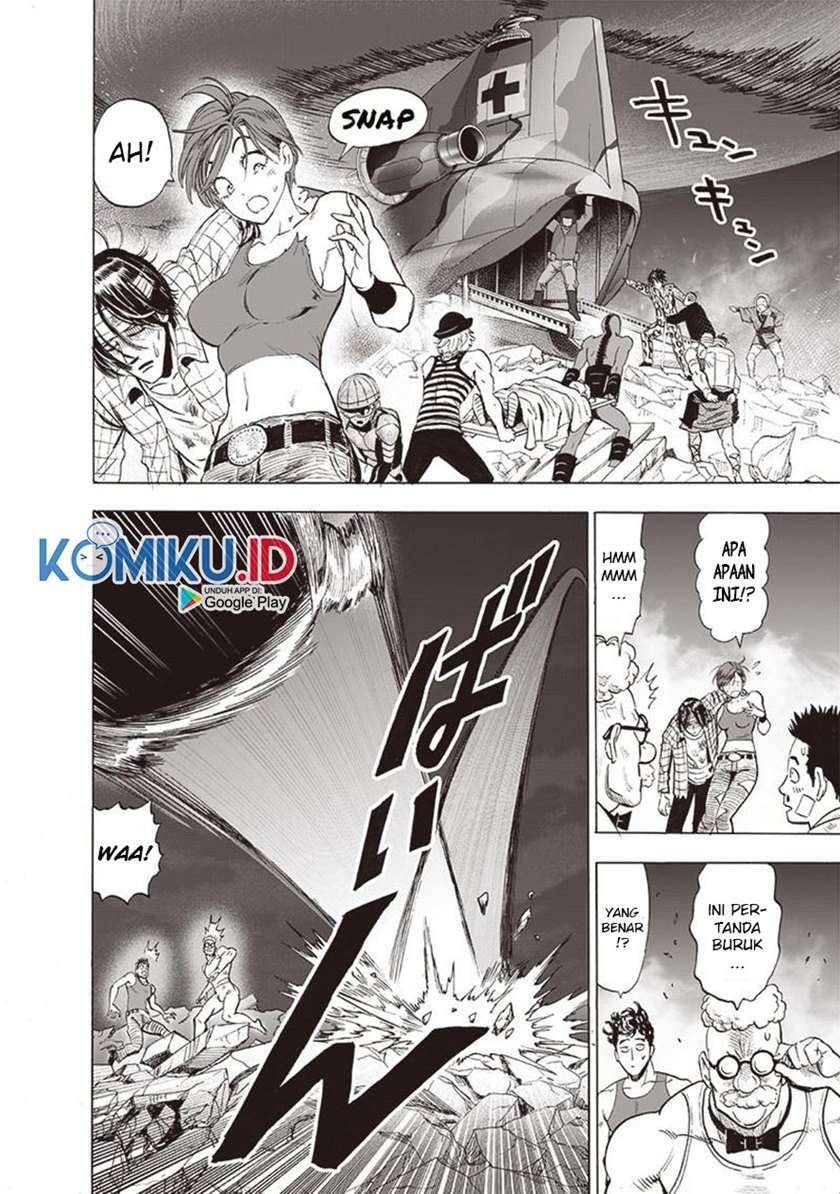 キュン
キュン
SNAP
AH!
APA
APAAN
INI!?
HMM
MMM
...
INI PER-
TANDA
BURUK
...
YANG
BENAR
!?
ばいん
WAA!
KOMIKU.ID
UNDUH APP DI:
Google Play